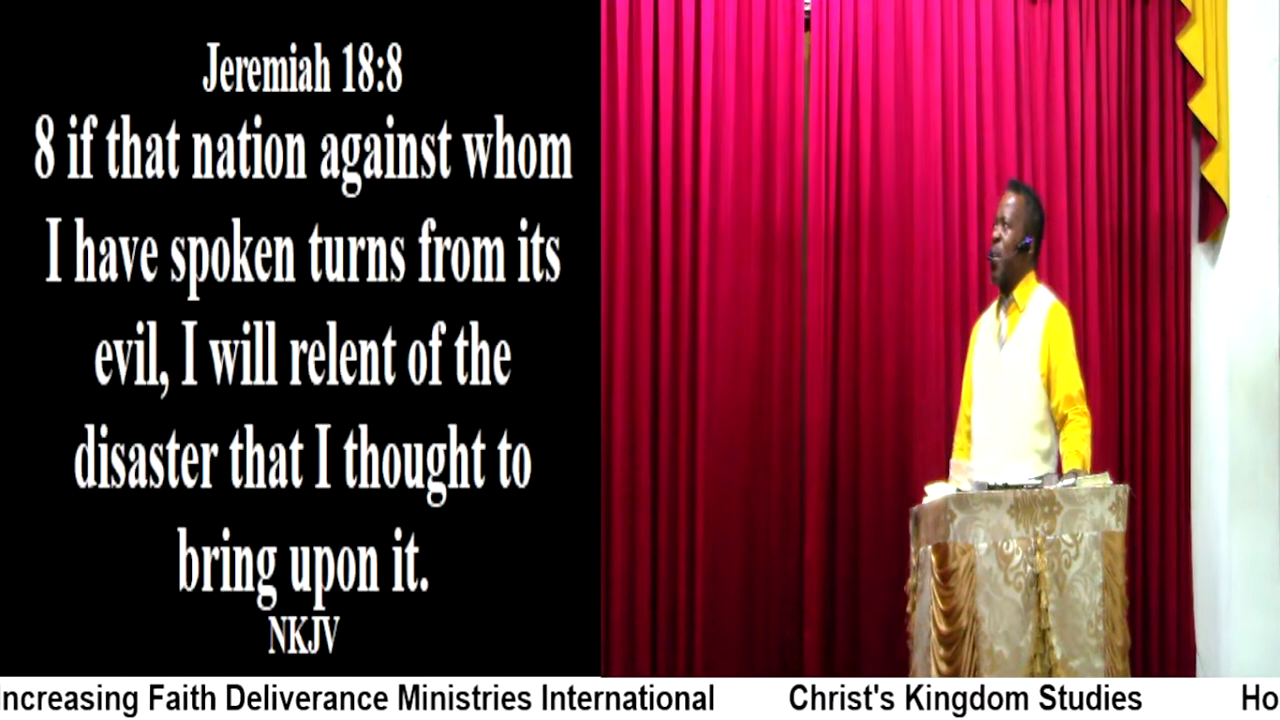 Jeremiah 18:8
8 if that nation against whom
I have spoken turns from its
evil, I will relent of the
disaster that I thought to
bring upon it.
NKJV
Increasing Faith Deliverance Ministries International Christ's Kingdom Studies Ho